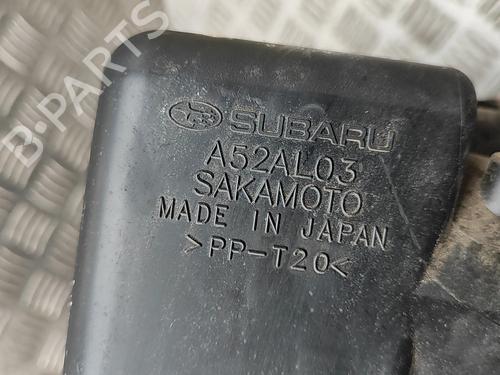 B-PARTS
SUBARU
A52AL03
SAKAMOTO
MADE IN JAPAN
>PP-T20<